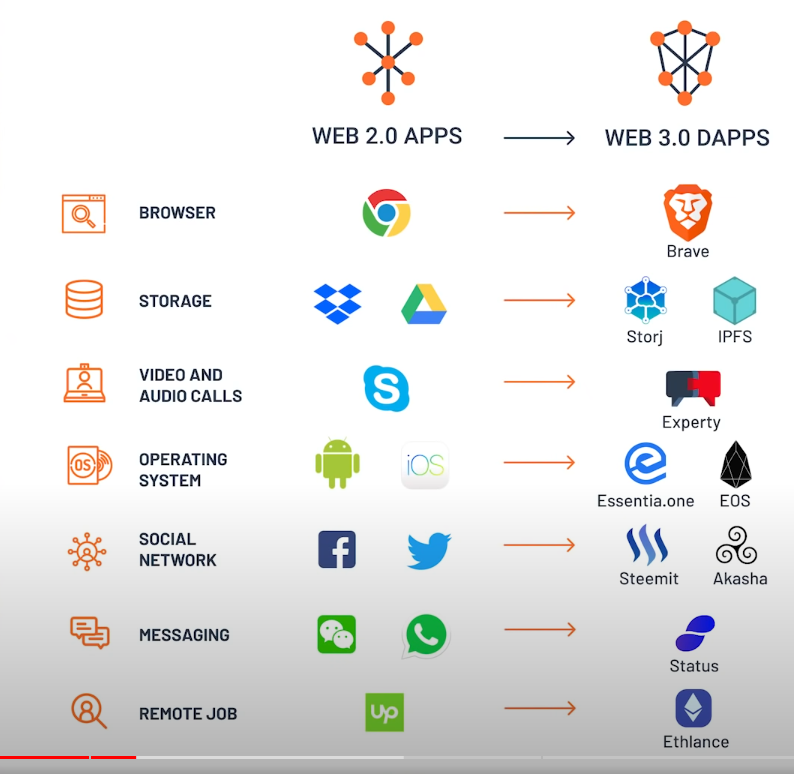 WEB 2.0 APPS
WEB 3.0 DAPPS
BROWSER
Brave
STORAGE
Storj
IPFS
VIDEO AND
AUDIO CALLS
S
Experty
OS
OPERATING
SYSTEM
iOS
Essentia.one
EOS
SOCIAL
NETWORK
f
Steemit
Akasha
MESSAGING
Status
REMOTE JOB
up
Ethlance